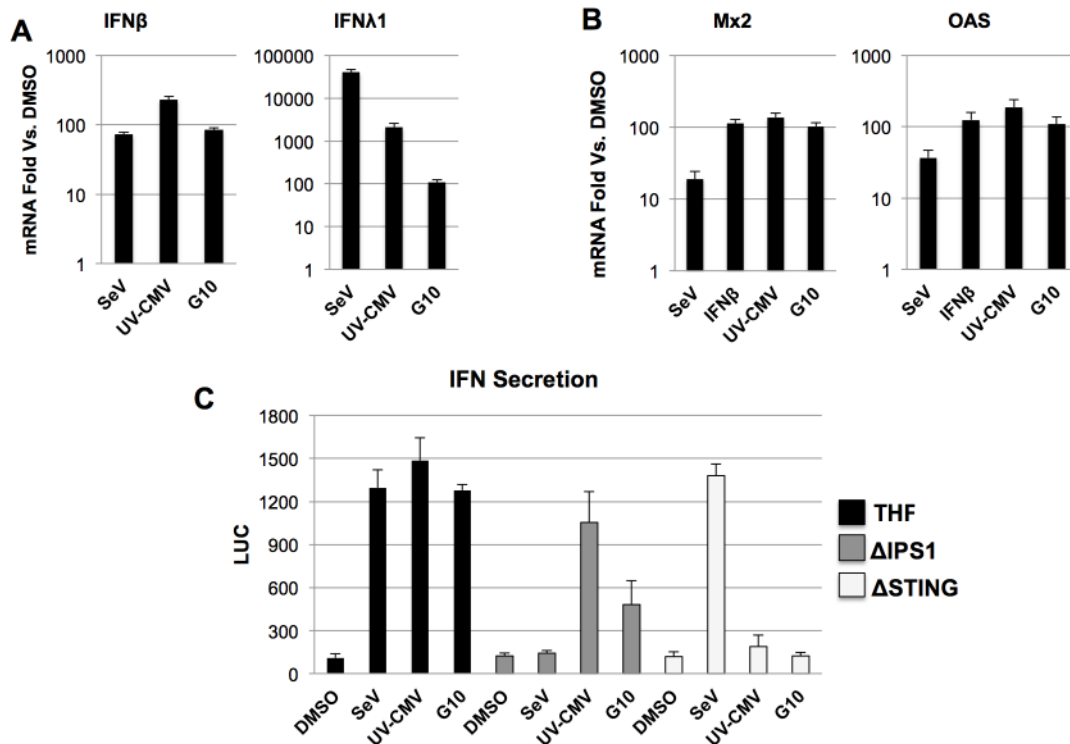 A
IFNβ
mRNA Fold Vs. DMSO
1000
100
10
1
SeV
UV-CMV
G10
IFNλ1
100000
10000
1000
100
10
1
SeV
UV-CMV
G10
B
Mx2
mRNA Fold Vs. DMSO
1000
100
10
1
SeV
IFNβ
UV-CMV
G10
OAS
1000
100
10
1
SeV
IFNβ
UV-CMV
G10
C
IFN Secretion
LUC
1800
1500
1200
900
600
300
0
DMSO
SeV
UV-CMV
G10
DMSO
SeV
UV-CMV
G10
DMSO
SeV
UV-CMV
G10
THF
ΔIPS1
ΔSTING